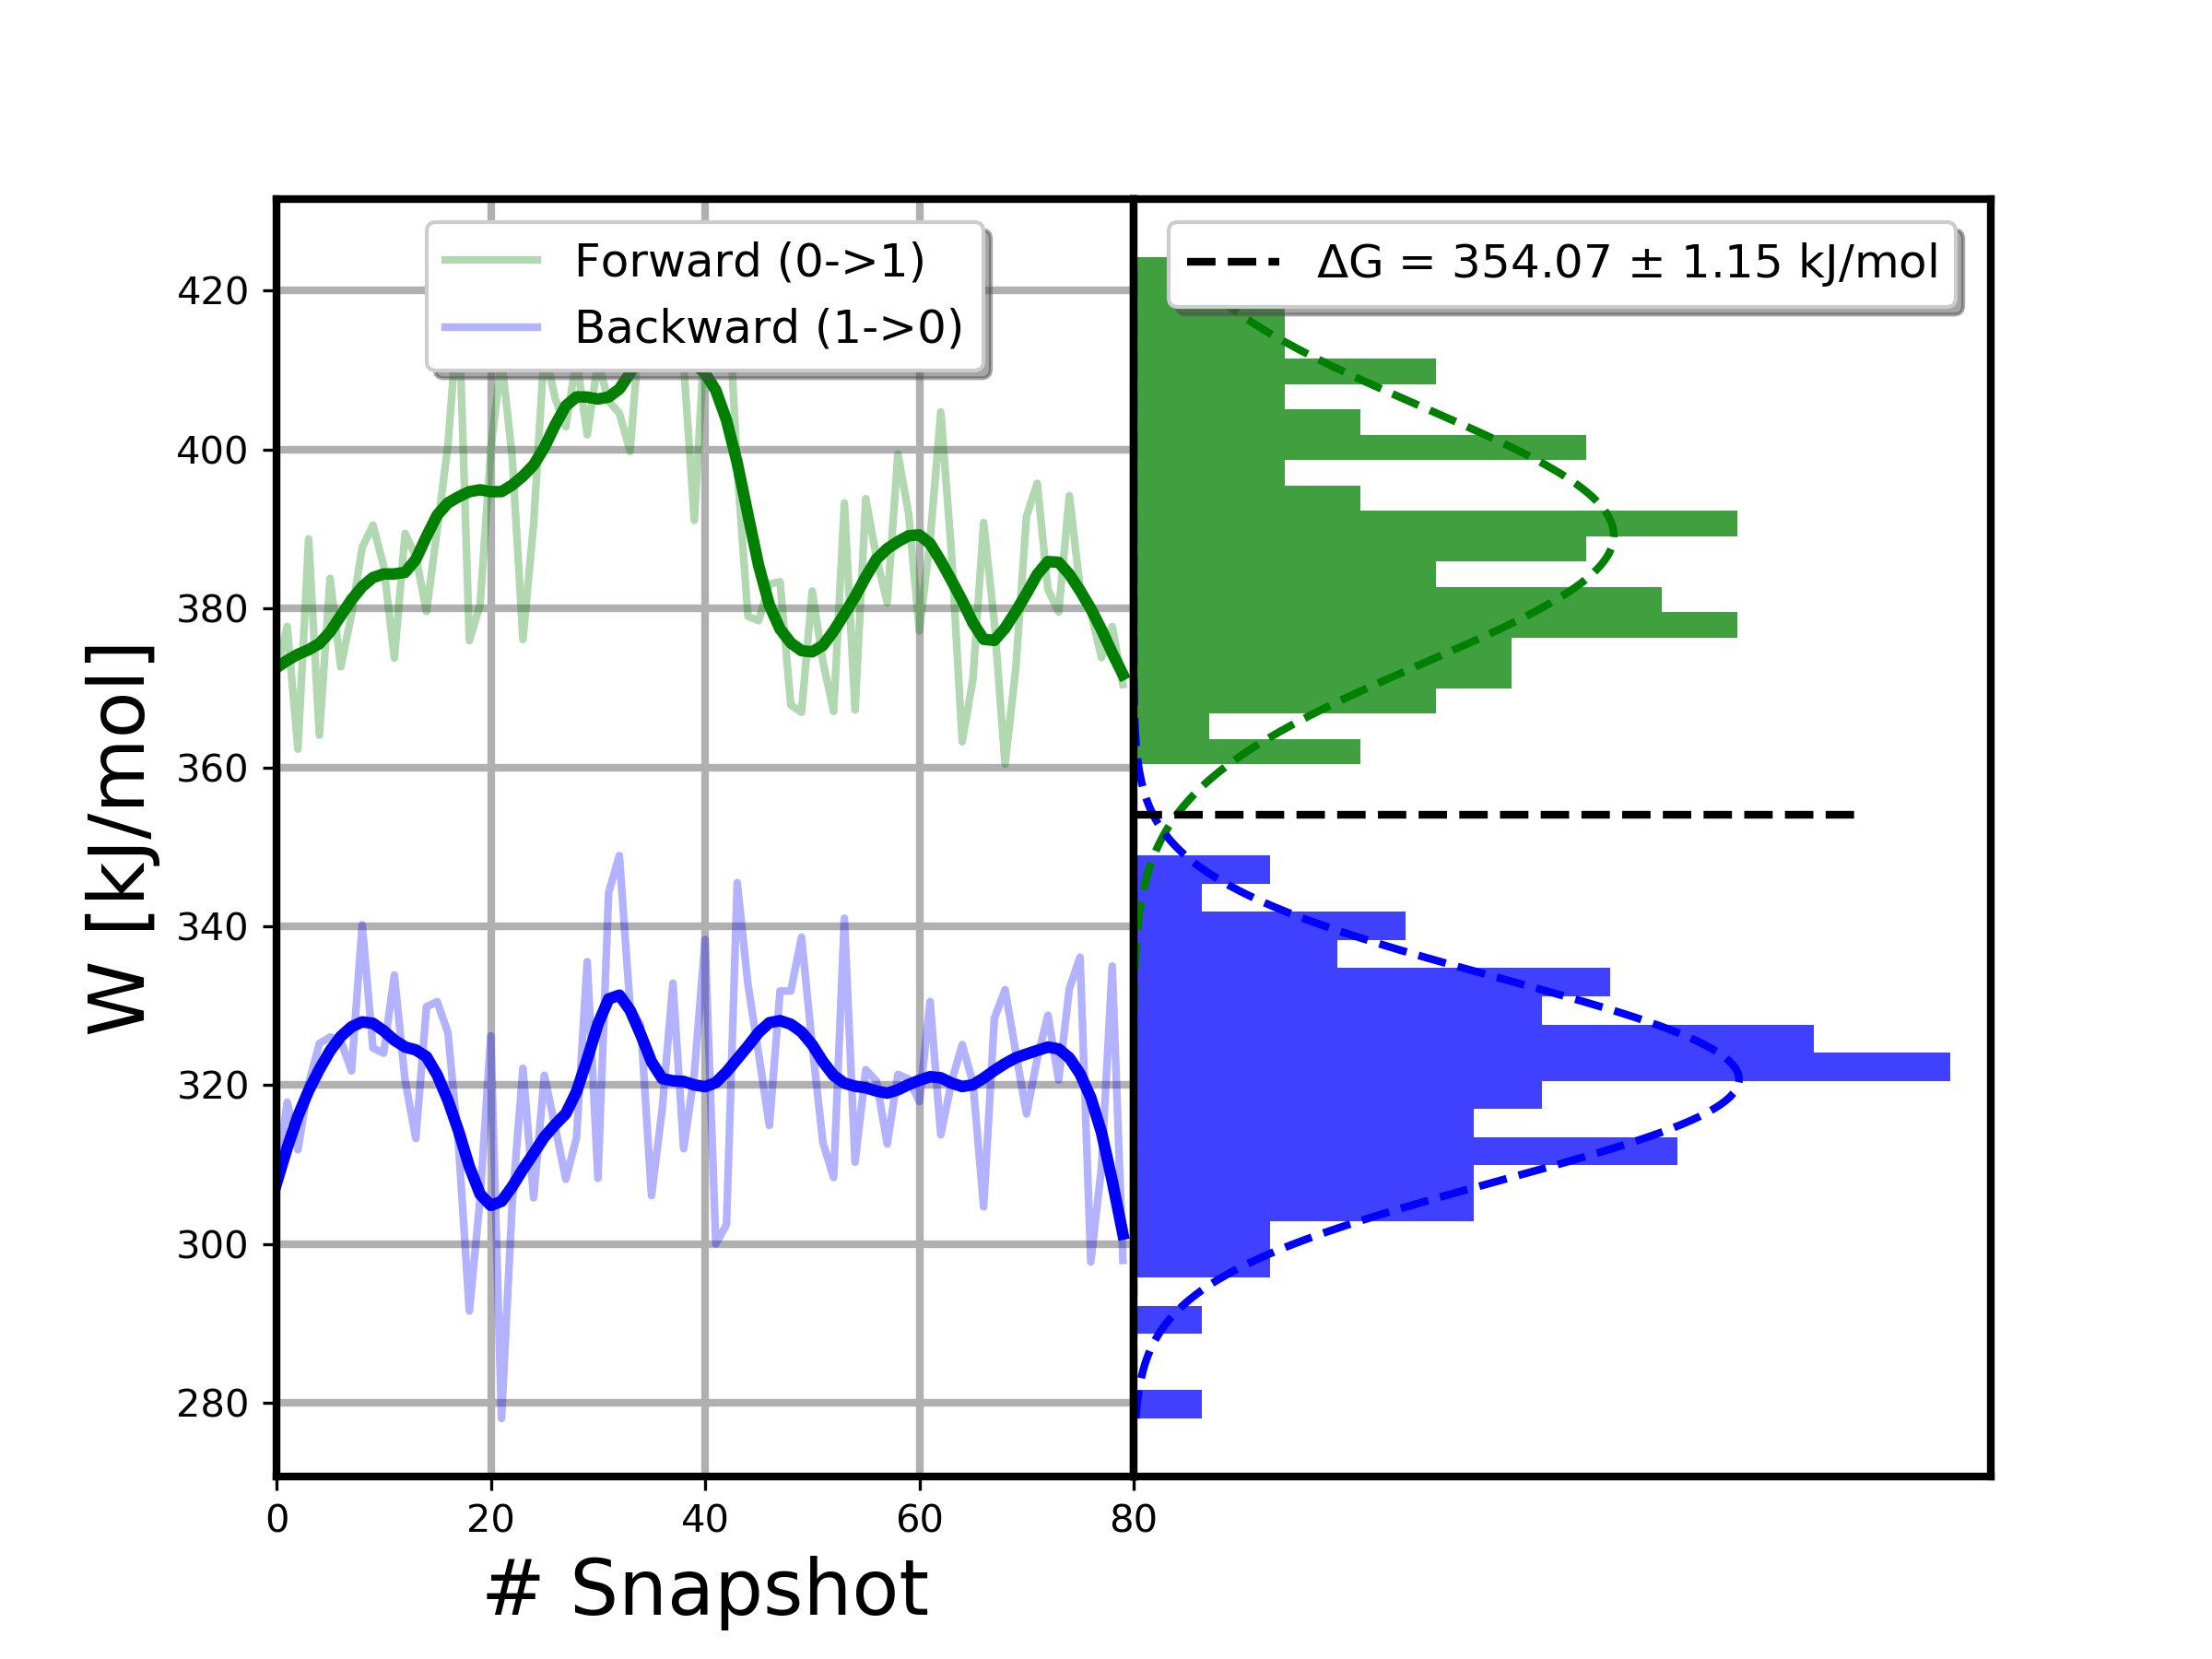 Forward (0->1)
Backward (1->0)
ΔG = 354.07 ± 1.15 kJ/mol
W [kJ/mol]
420
400
380
360
340
320
300
280
0 20 40 60 80
# Snapshot